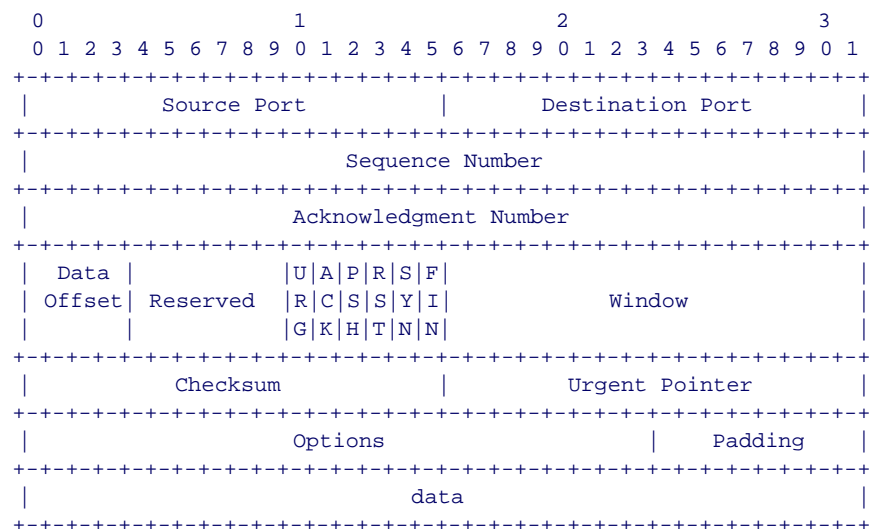 0                   1                   2                   3
0 1 2 3 4 5 6 7 8 9 0 1 2 3 4 5 6 7 8 9 0 1 2 3 4 5 6 7 8 9 0 1
+-+-+-+-+-+-+-+-+-+-+-+-+-+-+-+-+-+-+-+-+-+-+-+-+-+-+-+-+-+-+-+-+
|          Source Port          |       Destination Port        |
+-+-+-+-+-+-+-+-+-+-+-+-+-+-+-+-+-+-+-+-+-+-+-+-+-+-+-+-+-+-+-+-+
|                        Sequence Number                        |
+-+-+-+-+-+-+-+-+-+-+-+-+-+-+-+-+-+-+-+-+-+-+-+-+-+-+-+-+-+-+-+-+
|                    Acknowledgment Number                      |
+-+-+-+-+-+-+-+-+-+-+-+-+-+-+-+-+-+-+-+-+-+-+-+-+-+-+-+-+-+-+-+-+
|  Data |           |U|A|P|R|S|F|                               |
| Offset| Reserved  |R|C|S|S|Y|I|            Window             |
|       |           |G|K|H|T|N|N|                               |
+-+-+-+-+-+-+-+-+-+-+-+-+-+-+-+-+-+-+-+-+-+-+-+-+-+-+-+-+-+-+-+-+
|           Checksum            |         Urgent Pointer        |
+-+-+-+-+-+-+-+-+-+-+-+-+-+-+-+-+-+-+-+-+-+-+-+-+-+-+-+-+-+-+-+-+
|                    Options                    |    Padding    |
+-+-+-+-+-+-+-+-+-+-+-+-+-+-+-+-+-+-+-+-+-+-+-+-+-+-+-+-+-+-+-+-+
|                             data                              |
+-+-+-+-+-+-+-+-+-+-+-+-+-+-+-+-+-+-+-+-+-+-+-+-+-+-+-+-+-+-+-+-+